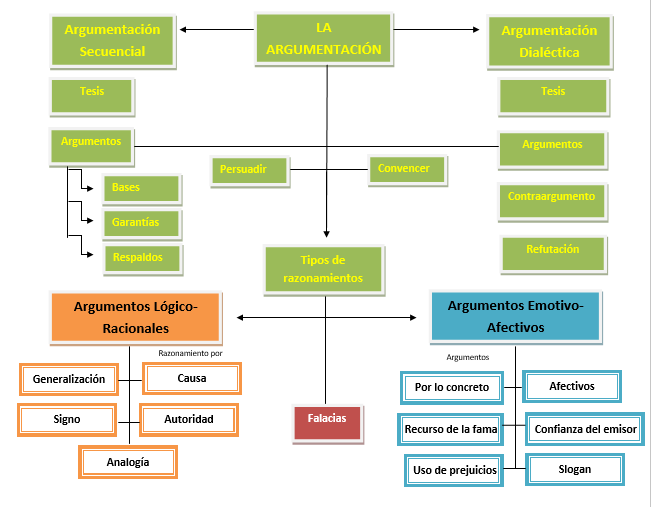 Argumentación
Secuencial
LA
ARGUMENTACIÓN
Argumentación
Dialéctica
Tesis
Tesis
Argumentos
Argumentos
Persuadir
Convencer
Bases
Contraargumento
Garantías
Respaldos
Refutación
Tipos de
razonamientos
Argumentos Lógico-
Racionales
Argumentos Emotivo-
Afectivos
Razonamiento por
Argumentos
Generalización
Causa
Por lo concreto
Afectivos
Signo
Autoridad
Falacias
Recurso de la fama
Confianza del emisor
Analogía
Uso de prejuicios
Slogan